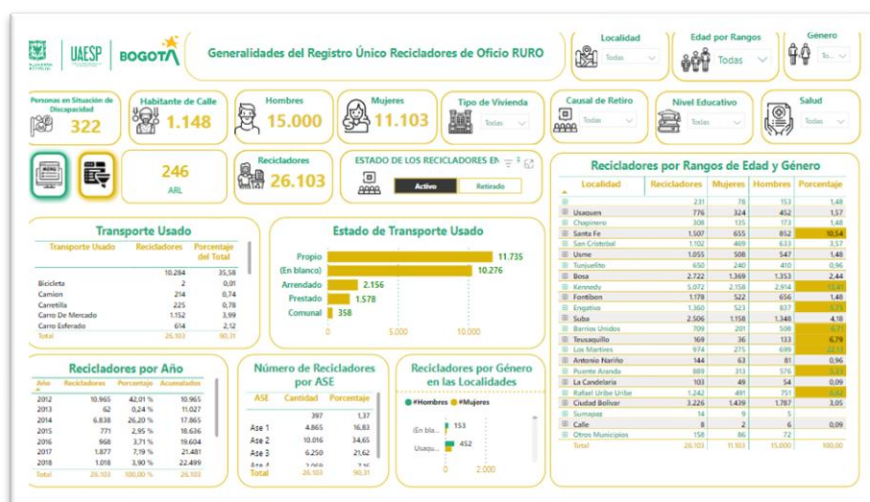 UAESP
BOGOTÁ
Generalidades del Registro Único Recicladores de Oficio RURO
Localidad
Todas
Edad por Rangos
Todas
Género
To...
Personas en Situación de
Discapacidad
322
Habitante de Calle
1.148
Hombres
15.000
Mujeres
11.103
Tipo de Vivienda
Todas
Causal de Retiro
Todas
Nivel Educativo
Todas
Salud
Todas
MENÚ
246
ARL
Recicladores
26.103
ESTADO DE LOS RECICLADORES EN
Activo
Retirado
Transporte Usado
Transporte Usado Recicladores Porcentaje
del Total
10.284 35,58
Bicicleta 2 0,01
Camion 214 0,74
Carretilla 225 0,78
Carro De Mercado 1.152 3,99
Carro Esferado 614 2,12
Total 26.103 90,31
Estado de Transporte Usado
Propio 11.735
(En blanco) 10.276
Arrendado 2.156
Prestado 1.578
Comunal 358
0 5.000 10.000
Recicladores por Año
Año Recicladores Porcentaje Acumulados
2012 10.965 42,01 % 10.965
2013 62 0,24 % 11.027
2014 6.838 26,20 % 17.865
2015 771 2,95 % 18.636
2016 968 3,71 % 19.604
2017 1.877 7,19 % 21.481
2018 1.018 3,90 % 22.499
Total 26.103 100,00 % 26.103
Número de Recicladores
por ASE
ASE Cantidad Porcentaje
397 1,37
Ase 1 4.865 16,83
Ase 2 10.016 34,65
Ase 3 6.250 21,62
Total 26.103 90,31
Recicladores por Género
en las Localidades
#Hombres #Mujeres
(En bla... 153
Usaqu... 452
0 2.000
Recicladores por Rangos de Edad y Género
Localidad Recicladores Mujeres Hombres Porcentaje
231 78 153 1,48
Usaquen 776 324 452 1,57
Chapinero 308 135 173 1,48
Santa Fe 1.507 655 852 10,54
San Cristobal 1.102 469 633 3,57
Usme 1.055 508 547 1,48
Tunjuelito 650 240 410 0,96
Bosa 2.722 1.369 1.353 2,44
Kennedy 5.072 2.158 2.914
Fontibon 1.178 522 656 1,48
Engativa 1.360 523 837
Suba 2.506 1.158 1.348 4,18
Barrios Unidos 709 201 508
Teusaquillo 169 36 133 6,79
Los Martires 974 275 699
Antonio Nariño 144 63 81 0,96
Puente Aranda 889 313 576
La Candelaria 103 49 54 0,09
Rafael Uribe Uribe 1.242 491 751
Ciudad Bolivar 3.226 1.439 1.787 3,05
Sumapaz 14 9 5
Calle 8 2 6 0,09
Otros Municipios 158 86 72
Total 26.103 11.103 15.000 100,00